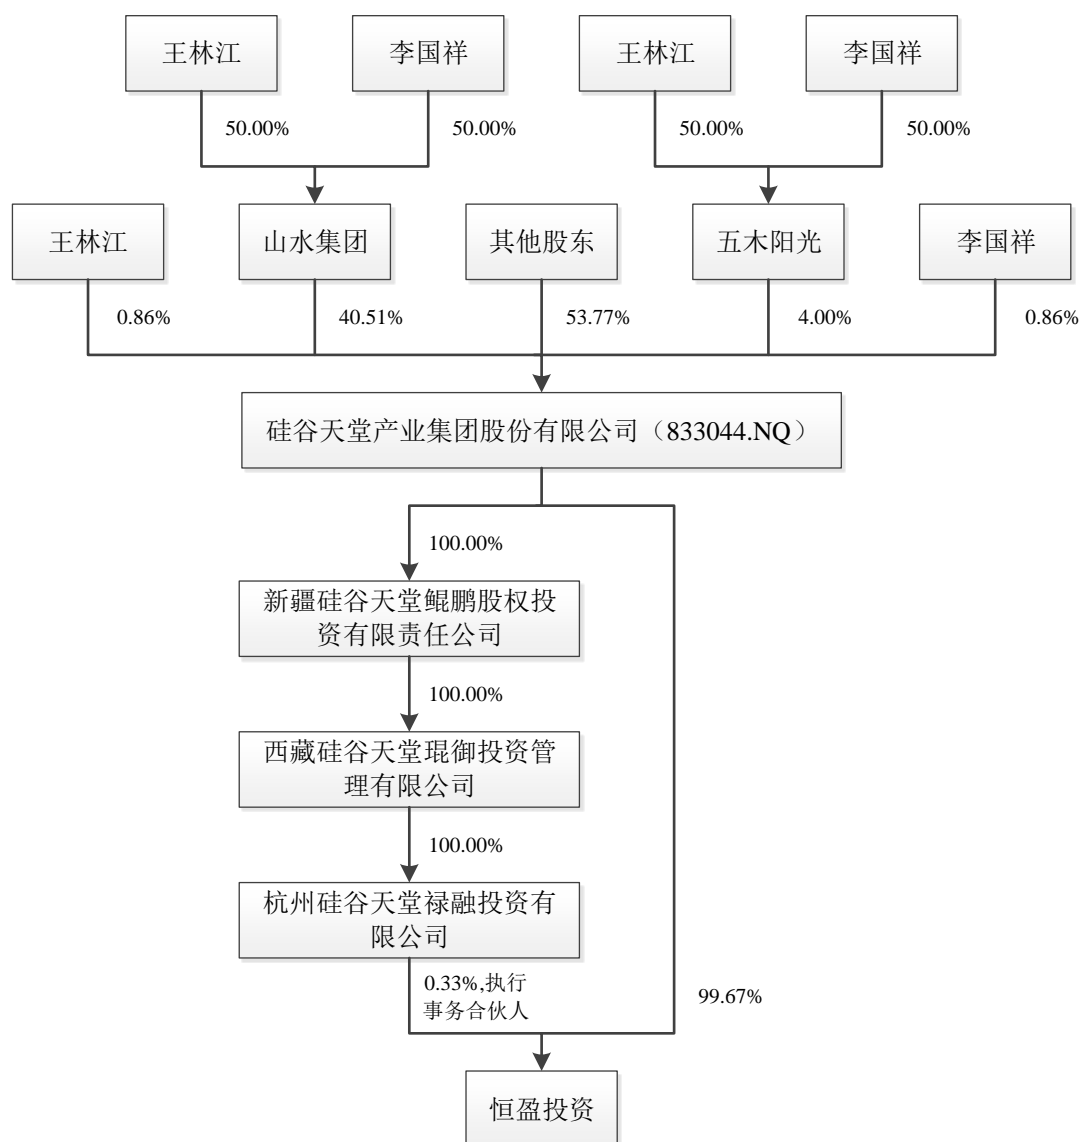 王林江
李国祥
王林江
李国祥
50.00%
50.00%
50.00%
50.00%
王林江
山水集团
其他股东
五木阳光
李国祥
0.86%
40.51%
53.77%
4.00%
0.86%
硅谷天堂产业集团股份有限公司（833044.NQ）
100.00%
新疆硅谷天堂鲲鹏股权投
资有限责任公司
100.00%
西藏硅谷天堂琨御投资管
理有限公司
100.00%
杭州硅谷天堂禄融投资有
限公司
0.33%,执行
事务合伙人
99.67%
恒盈投资